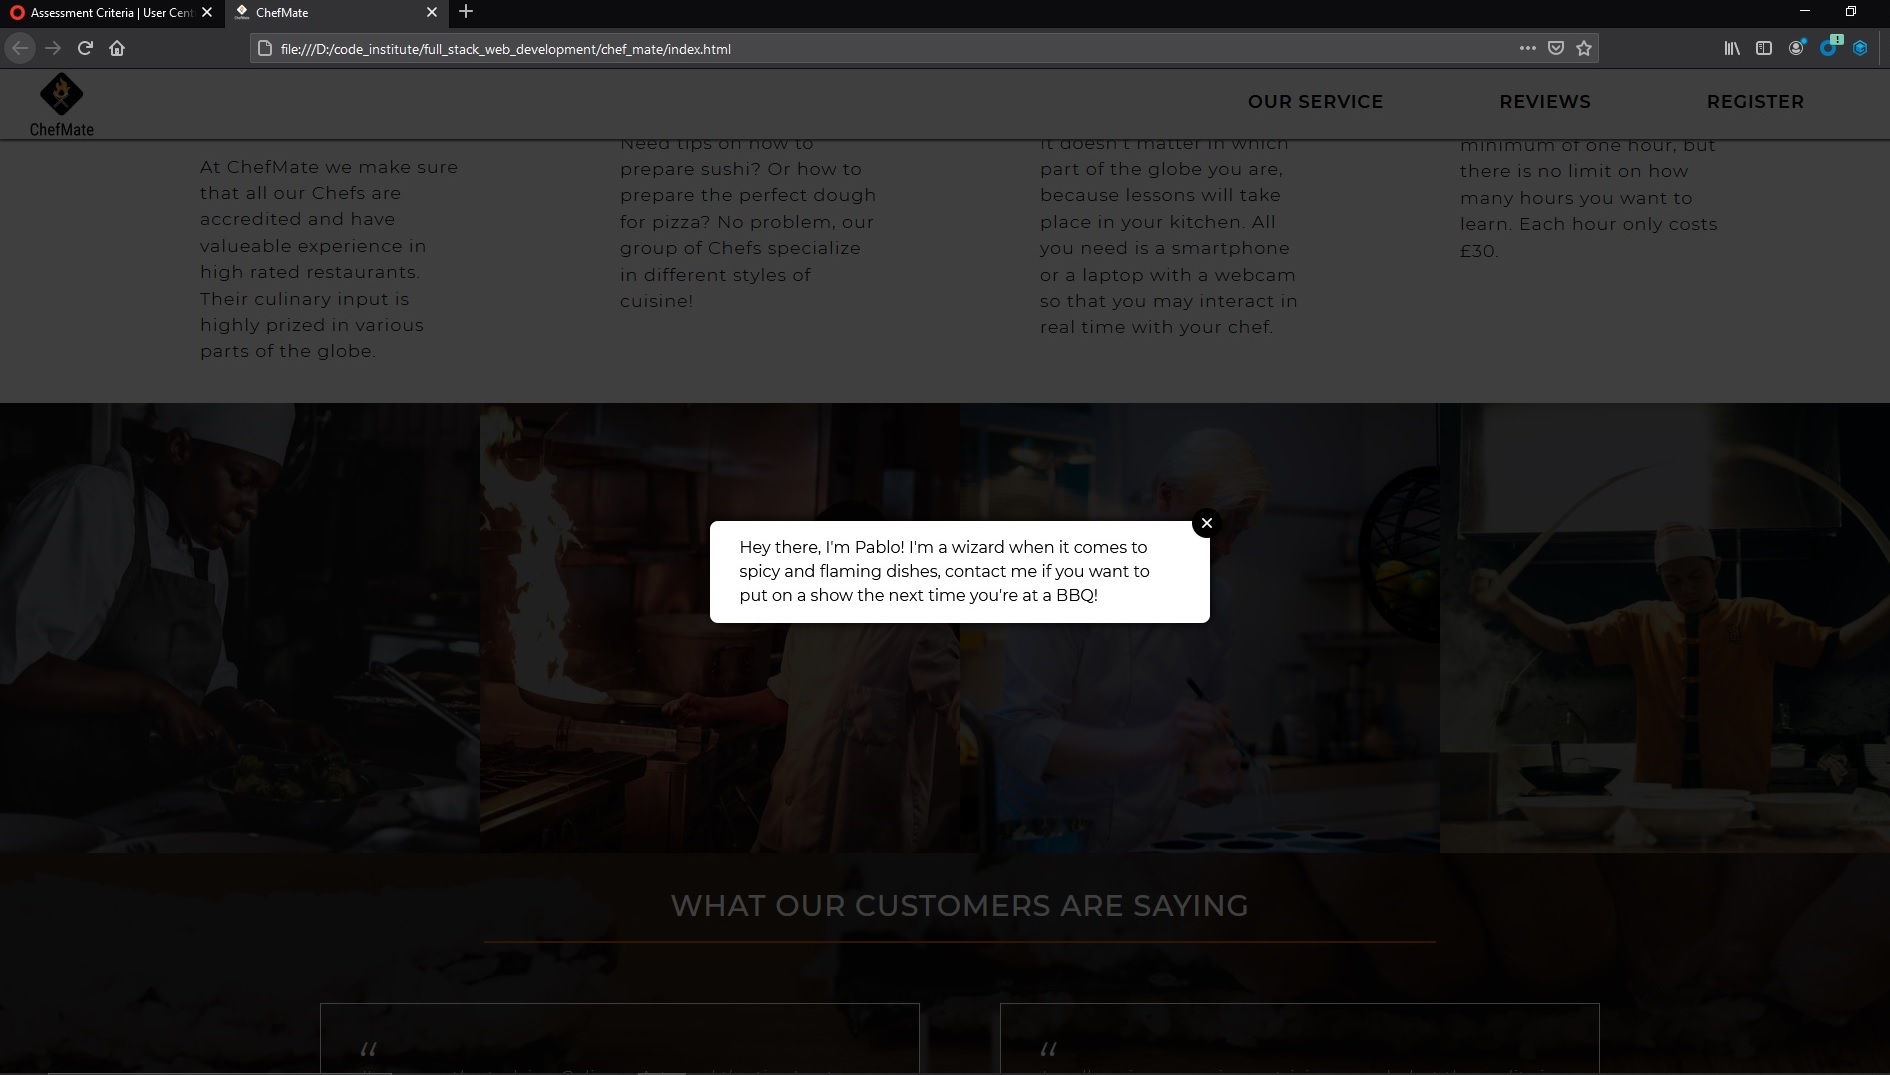 Assessment Criteria | User Cent
ChefMate
file:///D:/code_institute/full_stack_web_development/chef_mate/index.html
ChefMate
OUR SERVICE
REVIEWS
REGISTER
At ChefMate we make sure
that all our Chefs are
accredited and have
valueable experience in
high rated restaurants.
Their culinary input is
highly prized in various
parts of the globe.
Need tips on how to
prepare sushi? Or how to
prepare the perfect dough
for pizza? No problem, our
group of Chefs specialize
in different styles of
cuisine!
It doesn't matter in which
part of the globe you are,
because lessons will take
place in your kitchen. All
you need is a smartphone
or a laptop with a webcam
so that you may interact in
real time with your chef.
minimum of one hour, but
there is no limit on how
many hours you want to
learn. Each hour only costs
£30.
Hey there, I'm Pablo! I'm a wizard when it comes to
spicy and flaming dishes, contact me if you want to
put on a show the next time you're at a BBQ!
WHAT OUR CUSTOMERS ARE SAYING
“
“